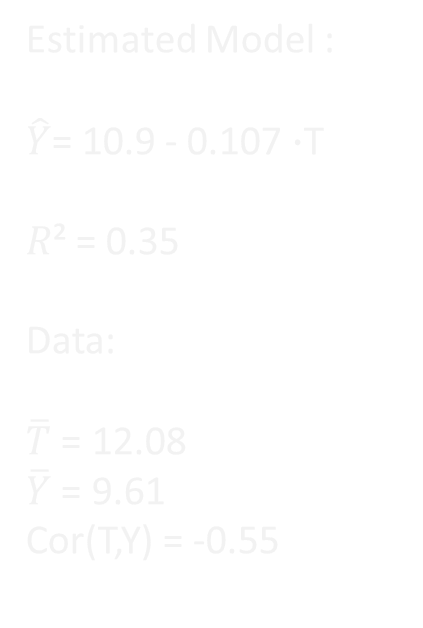 Estimated Model :
Ŷ= 10.9 - 0.107 ·T
R² = 0.35
Data:
T̅ = 12.08
Y̅ = 9.61
Cor(T,Y) = -0.55